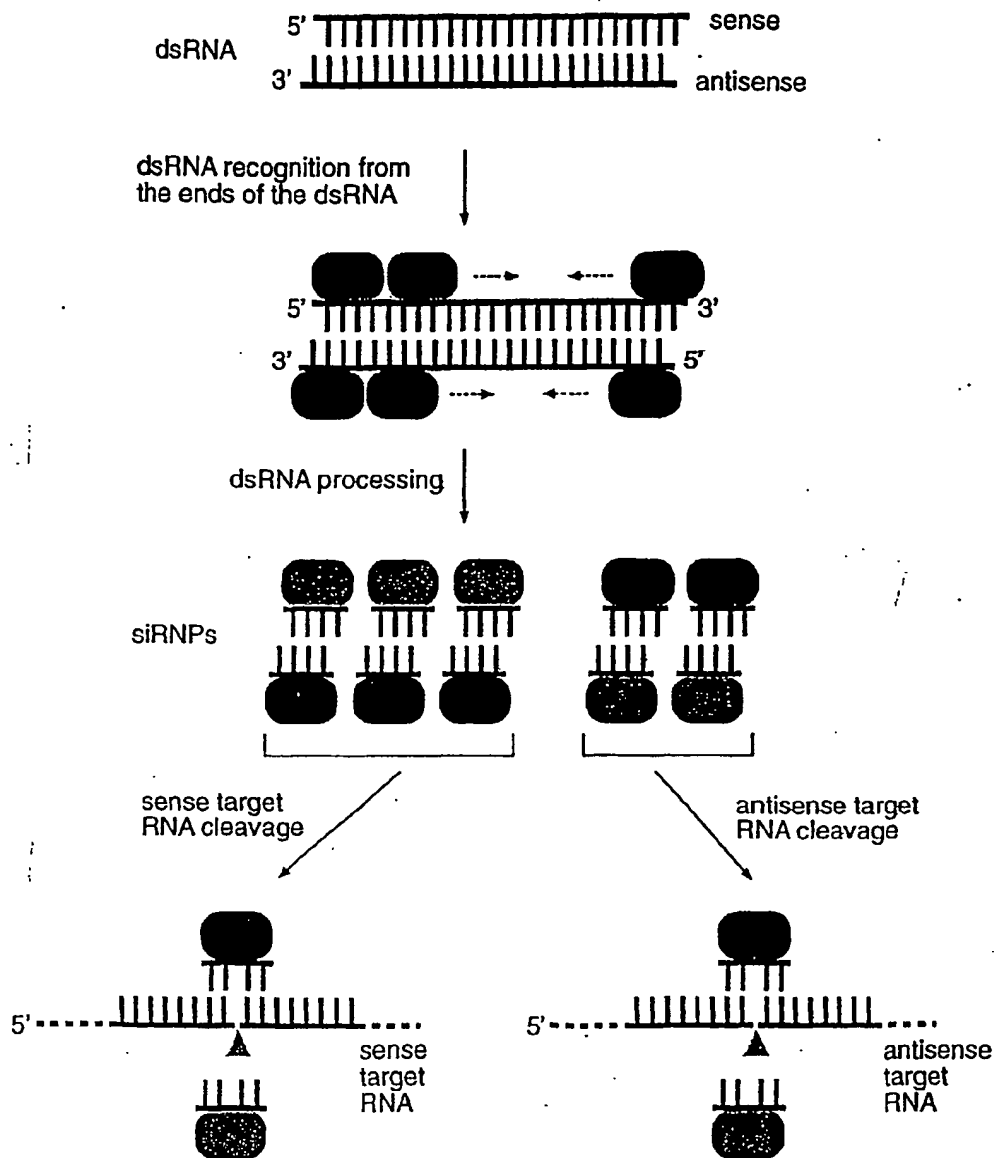 5' sense
dsRNA
3' antisense
dsRNA recognition from
the ends of the dsRNA
5' 3'
3' 5'
dsRNA processing
siRNPs
sense target
RNA cleavage
antisense target
RNA cleavage
5'
sense
target
RNA
5'
antisense
target
RNA